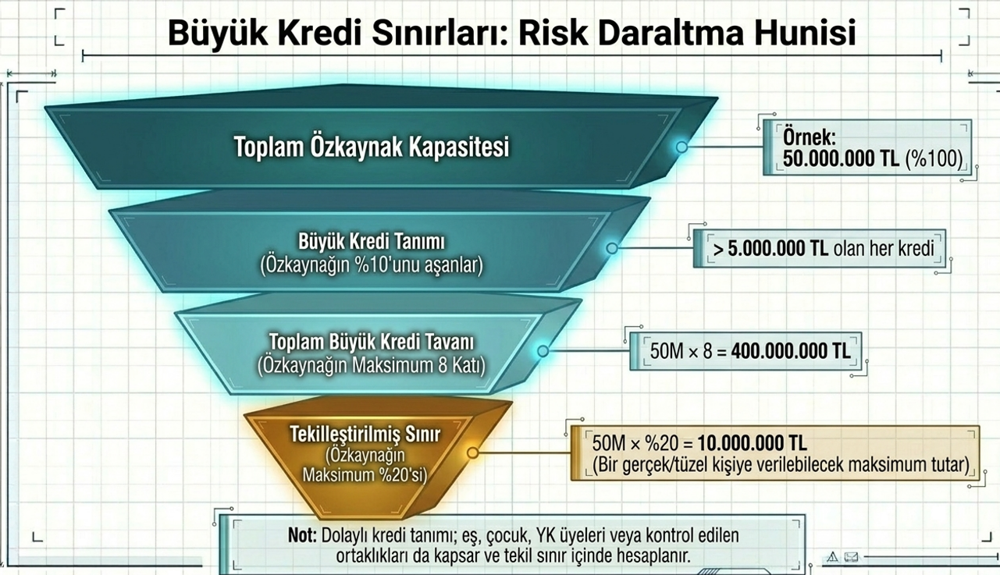 Büyük Kredi Sınırları: Risk Daraltma Hunisi
Toplam Özkaynak Kapasitesi
Örnek:
50.000.000 TL (%100)
Büyük Kredi Tanımı
(Özkaynağın %10'unu aşanlar)
> 5.000.000 TL olan her kredi
Toplam Büyük Kredi Tavanı
(Özkaynağın Maksimum 8 Katı)
50M × 8 = 400.000.000 TL
Tekilleştirilmiş Sınır
(Özkaynağın
Maksimum %20'si)
50M × %20 = 10.000.000 TL
(Bir gerçek/tüzel kişiye verilebilecek maksimum tutar)
Not: Dolaylı kredi tanımı; eş, çocuk, YK üyeleri veya kontrol edilen
ortaklıkları da kapsar ve tekil sınır içinde hesaplanır.